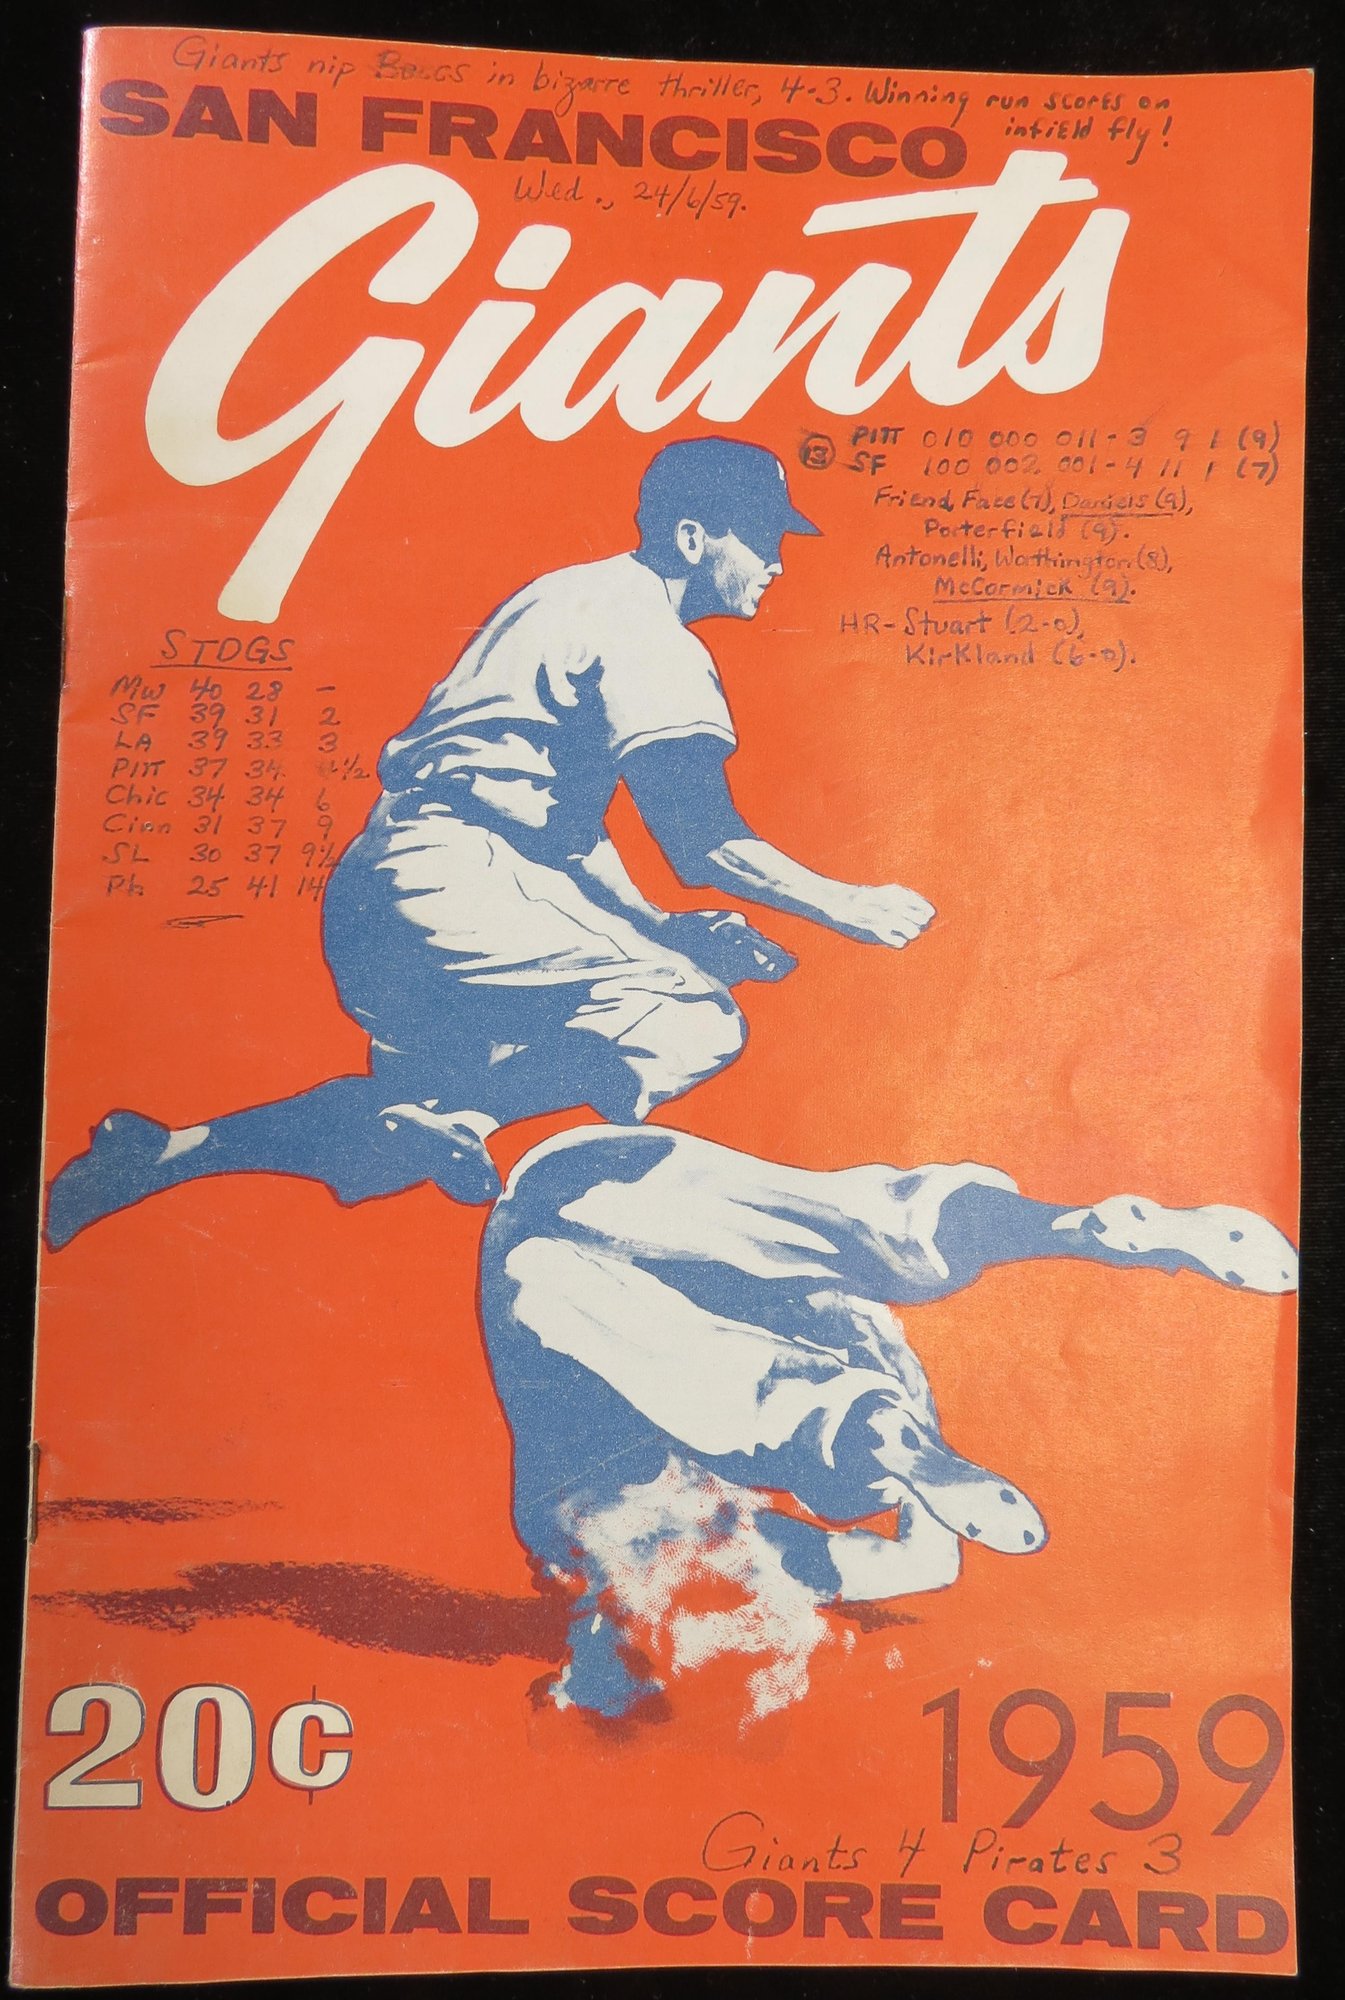 Giants nip in bizarre thriller, 4-3. Winning run scores on
infield fly!
SAN FRANCISCO
Wed., 24/6/59.
Giants
13 PITT 010 000 011 - 3 9 1 (9)
SF 100 002 001 - 4 11 1 (7)
Friend, Face (7), Daniels (9),
Porterfield (9).
Antonelli, Worthington (8),
McCormick (9).
HR- Stuart (2-0),
Kirkland (6-0).
STDGS
MW 40 28 -
SF 39 31 2
LA 39 33 3
PITT 37 34 4½
Chic 34 34 6
Cinn 31 37 9
SL 30 37 9½
Ph 25 41 14
20¢
1959
Giants 4 Pirates 3
OFFICIAL SCORE CARD